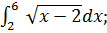 ∫₂⁶ √(x−2)dx;